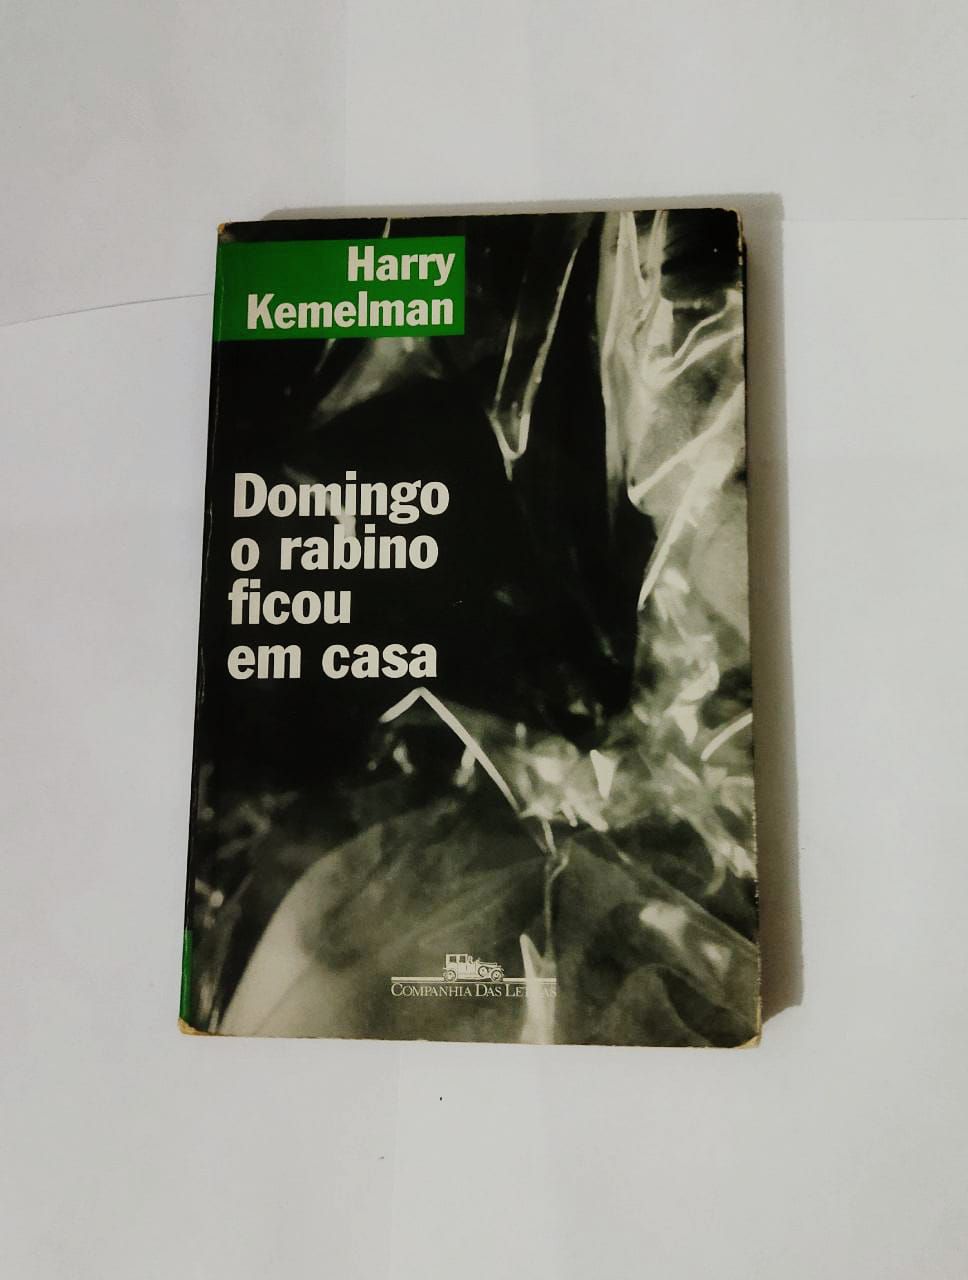 Harry
Kemelman
Domingo
o rabino
ficou
em casa
COMPANHIA DAS LETRAS